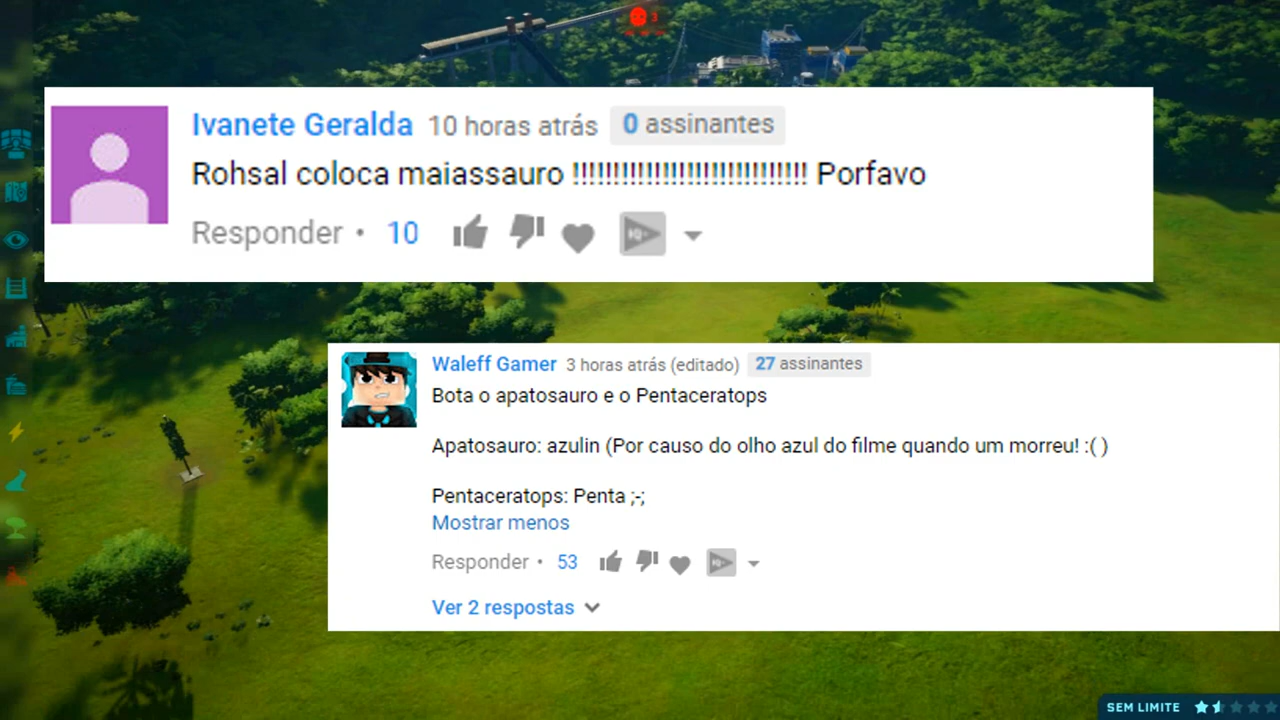 3
Ivanete Geralda 10 horas atrás 0 assinantes
Rohsal coloca maiassauro !!!!!!!!!!!!!!!!!!!!!!!!!!!!! Porfavo
Responder • 10
Waleff Gamer 3 horas atrás (editado) 27 assinantes
Bota o apatosauro e o Pentaceratops
Apatosauro: azulin (Por causo do olho azul do filme quando um morreu! :( )
Pentaceratops: Penta ;-;
Mostrar menos
Responder • 53
Ver 2 respostas
SEM LIMITE